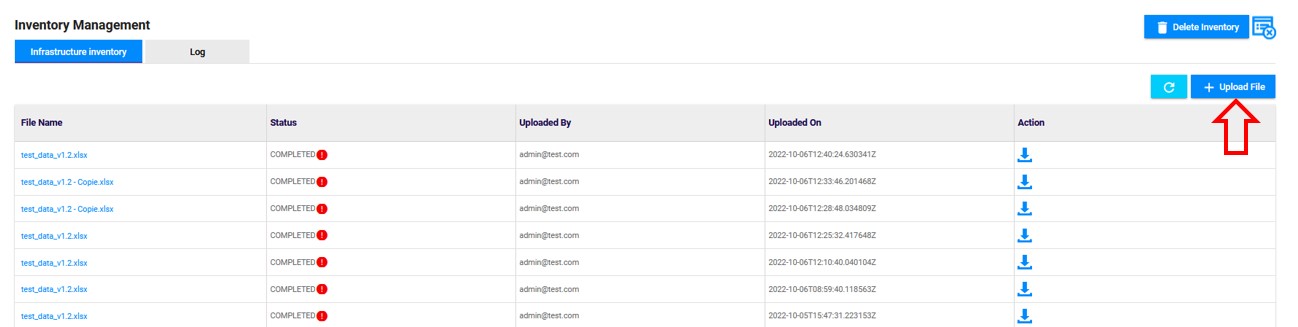 Inventory Management
Delete Inventory
Infrastructure inventory Log
+ Upload File
File Name Status Uploaded By Uploaded On Action
test_data_v1.2.xlsx COMPLETED ! admin@test.com 2022-10-06T12:40:24.630341Z
test_data_v1.2 - Copie.xlsx COMPLETED ! admin@test.com 2022-10-06T12:33:46.201468Z
test_data_v1.2 - Copie.xlsx COMPLETED ! admin@test.com 2022-10-06T12:28:48.034809Z
test_data_v1.2.xlsx COMPLETED ! admin@test.com 2022-10-06T12:25:32.417648Z
test_data_v1.2.xlsx COMPLETED ! admin@test.com 2022-10-06T12:10:40.040104Z
test_data_v1.2.xlsx COMPLETED ! admin@test.com 2022-10-06T08:59:40.118563Z
test_data_v1.2.xlsx COMPLETED ! admin@test.com 2022-10-05T15:47:31.223153Z